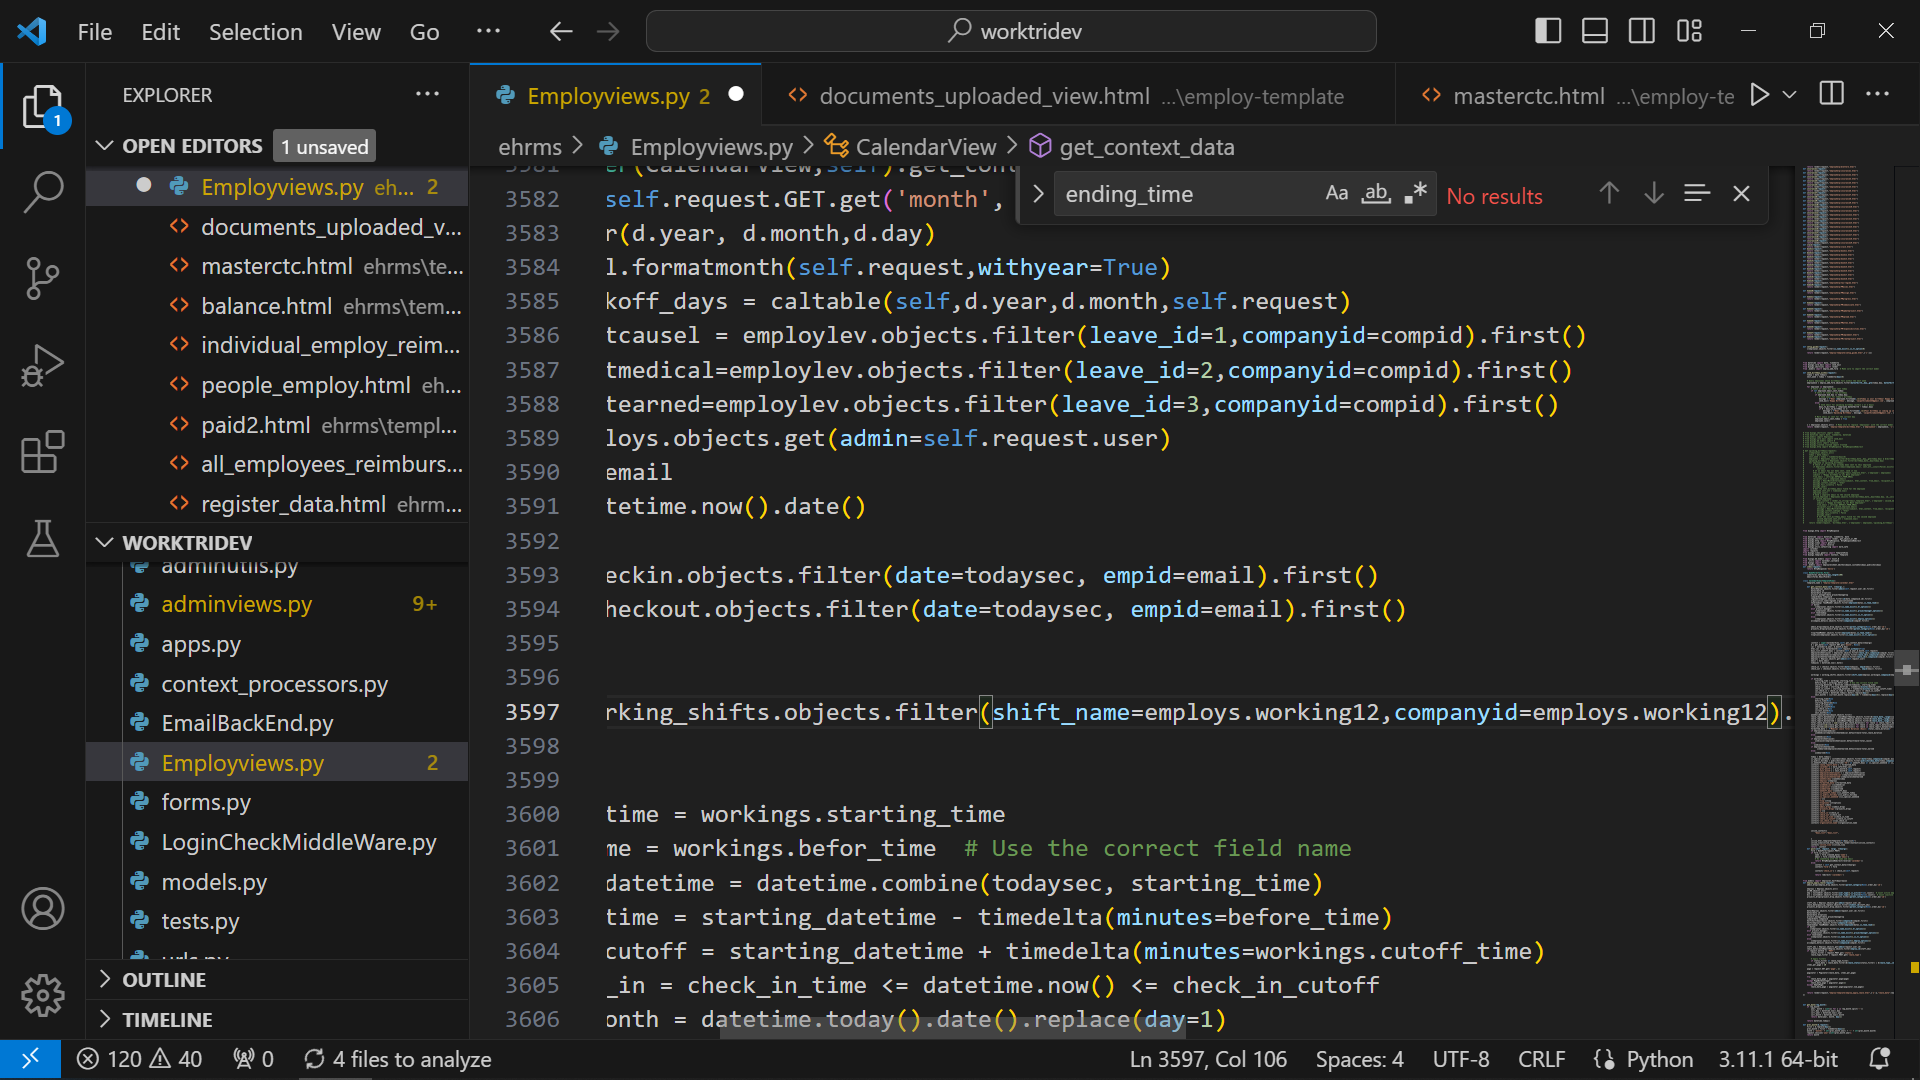 File Edit Selection View Go ··· worktridev
EXPLORER
OPEN EDITORS 1 unsaved
Employviews.py eh... 2
documents_uploaded_v...
masterctc.html ehrms\te...
balance.html ehrms\tem...
individual_employ_reim...
people_employ.html eh...
paid2.html ehrms\templ...
all_employees_reimburs...
register_data.html ehrm...
WORKTRIDEV
adminutils.py
adminviews.py 9+
apps.py
context_processors.py
EmailBackEnd.py
Employviews.py 2
forms.py
LoginCheckMiddleWare.py
models.py
tests.py
urls.py
OUTLINE
TIMELINE
1
Employviews.py 2 documents_uploaded_view.html ...\employ-template masterctc.html ...\employ-te
ehrms > Employviews.py > CalendarView > get_context_data
ending_time Aa ab .* No results
3581 er(CalendarView,self).get_cont
3582 self.request.GET.get('month',
3583 r(d.year, d.month,d.day)
3584 l.formatmonth(self.request,withyear=True)
3585 koff_days = caltable(self,d.year,d.month,self.request)
3586 tcausel = employlev.objects.filter(leave_id=1,companyid=compid).first()
3587 tmedical=employlev.objects.filter(leave_id=2,companyid=compid).first()
3588 tearned=employlev.objects.filter(leave_id=3,companyid=compid).first()
3589 loys.objects.get(admin=self.request.user)
3590 email
3591 tetime.now().date()
3592
3593 eckin.objects.filter(date=todaysec, empid=email).first()
3594 heckout.objects.filter(date=todaysec, empid=email).first()
3595
3596
3597 rking_shifts.objects.filter(shift_name=employs.working12,companyid=employs.working12).
3598
3599
3600 time = workings.starting_time
3601 me = workings.befor_time # Use the correct field name
3602 datetime = datetime.combine(todaysec, starting_time)
3603 time = starting_datetime - timedelta(minutes=before_time)
3604 cutoff = starting_datetime + timedelta(minutes=workings.cutoff_time)
3605 _in = check_in_time <= datetime.now() <= check_in_cutoff
3606 onth = datetime.today().date().replace(day=1)
120 40 0 4 files to analyze Ln 3597, Col 106 Spaces: 4 UTF-8 CRLF Python 3.11.1 64-bit